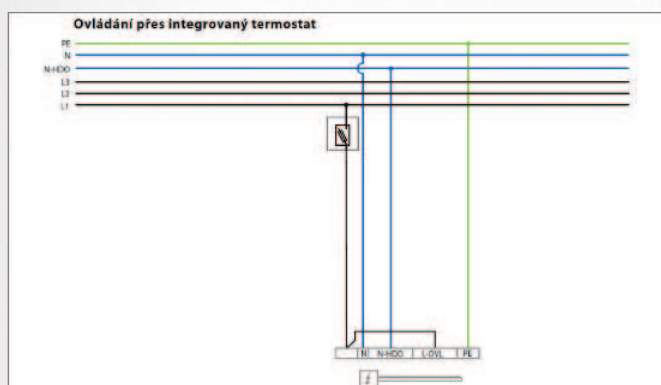 Ovládání přes integrovaný termostat
PE
N
N-HDO
L3
L2
L1
N N-HDO L-OVL PE